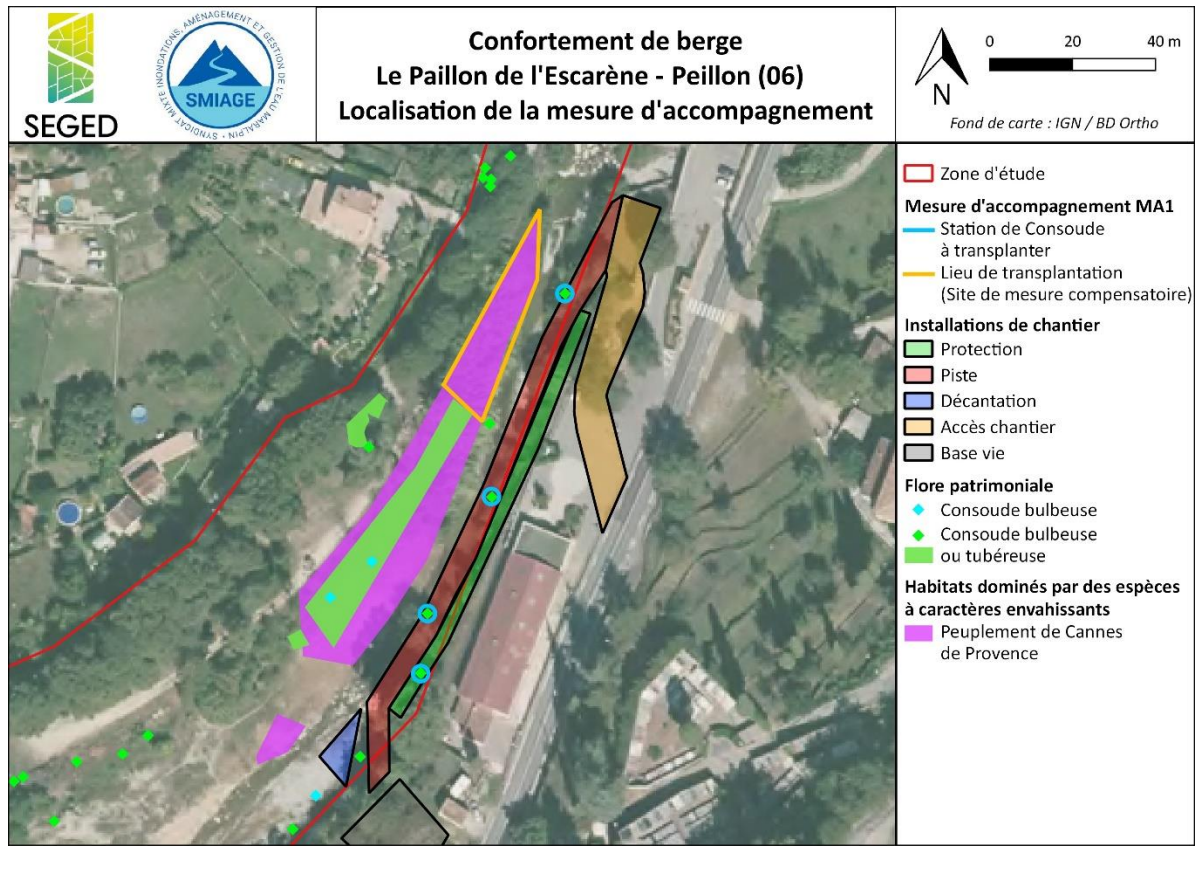 SEGED
SYNDICAT MIXTE INONDATIONS, AMÉNAGEMENT ET GESTION DE L'EAU MARALPIN
SMIAGE
Confortement de berge
Le Paillon de l'Escarène - Peillon (06)
Localisation de la mesure d'accompagnement
0 20 40 m
N
Fond de carte : IGN / BD Ortho
Zone d'étude
Mesure d'accompagnement MA1
Station de Consoude
à transplanter
Lieu de transplantation
(Site de mesure compensatoire)
Installations de chantier
Protection
Piste
Décantation
Accès chantier
Base vie
Flore patrimoniale
Consoude bulbeuse
Consoude bulbeuse
ou tubéreuse
Habitats dominés par des espèces
à caractères envahissants
Peuplement de Cannes
de Provence